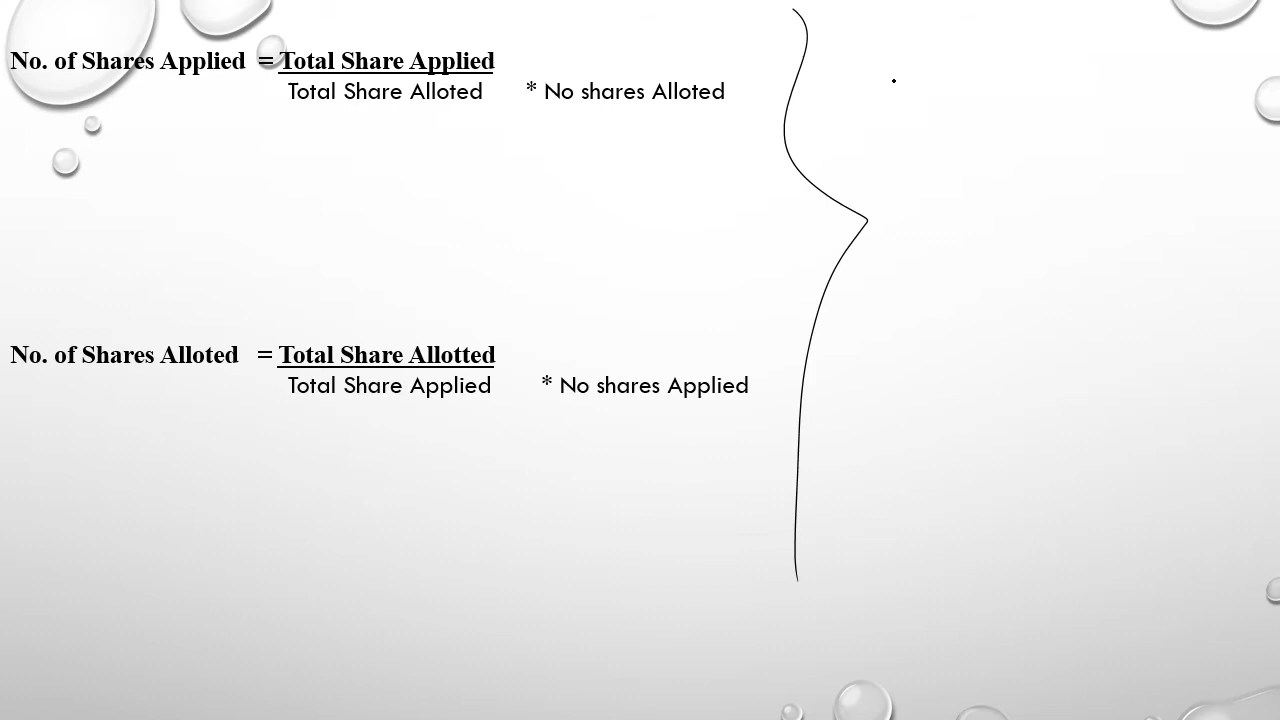 No. of Shares Applied = Total Share Applied
Total Share Alloted * No shares Alloted
No. of Shares Alloted = Total Share Allotted
Total Share Applied * No shares Applied